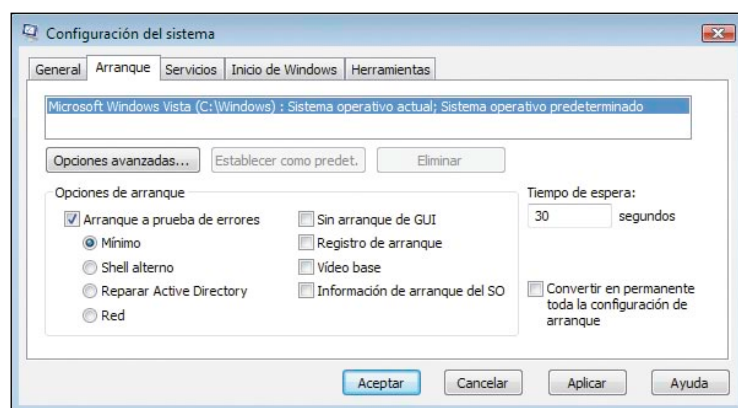 Configuración del sistema
General Arranque Servicios Inicio de Windows Herramientas
Microsoft Windows Vista (C:\Windows) : Sistema operativo actual; Sistema operativo predeterminado
Opciones avanzadas... Establecer como predet. Eliminar
Opciones de arranque
Arranque a prueba de errores
Mínimo
Shell alterno
Reparar Active Directory
Red
Sin arranque de GUI
Registro de arranque
Vídeo base
Información de arranque del SO
Tiempo de espera:
30 segundos
Convertir en permanente
toda la configuración de
arranque
Aceptar Cancelar Aplicar Ayuda